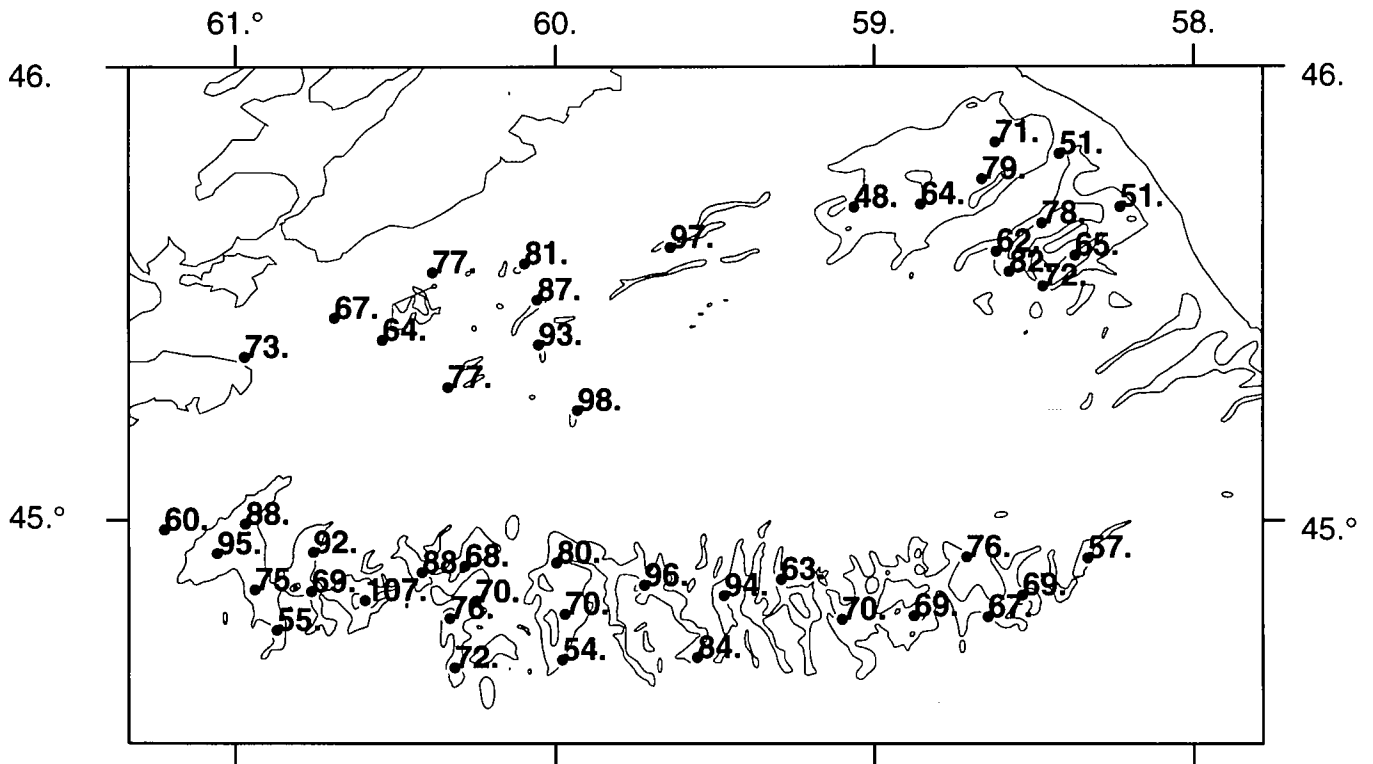 61.° 60. 59. 58.
46. 46.
71. 51.
79.
48. 64. 51.
78.
97. 62. 65.
77. 81. 82. 72.
87.
67. 64. 93.
73.
77.
98.
45.° 45.°
60. 88.
95. 92. 88 68. 80. 76. 57.
75. 69. 107. 70. 96. 94. 63. 69.
55. 76. 70. 70. 69. 67.
72. 54. 84.